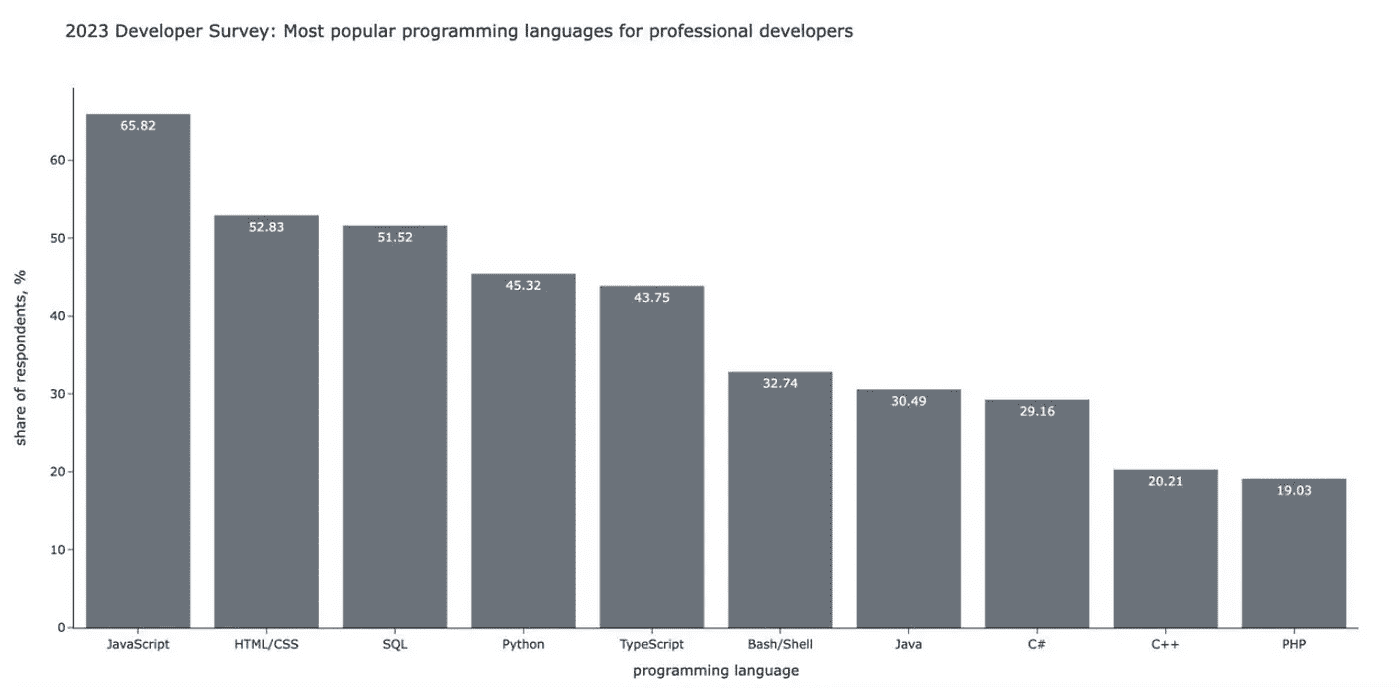 2023 Developer Survey: Most popular programming languages for professional developers
share of respondents, %
60
50
40
30
20
10
0
65.82
52.83
51.52
45.32
43.75
32.74
30.49
29.16
20.21
19.03
JavaScript
HTML/CSS
SQL
Python
TypeScript
Bash/Shell
Java
C#
C++
PHP
programming language